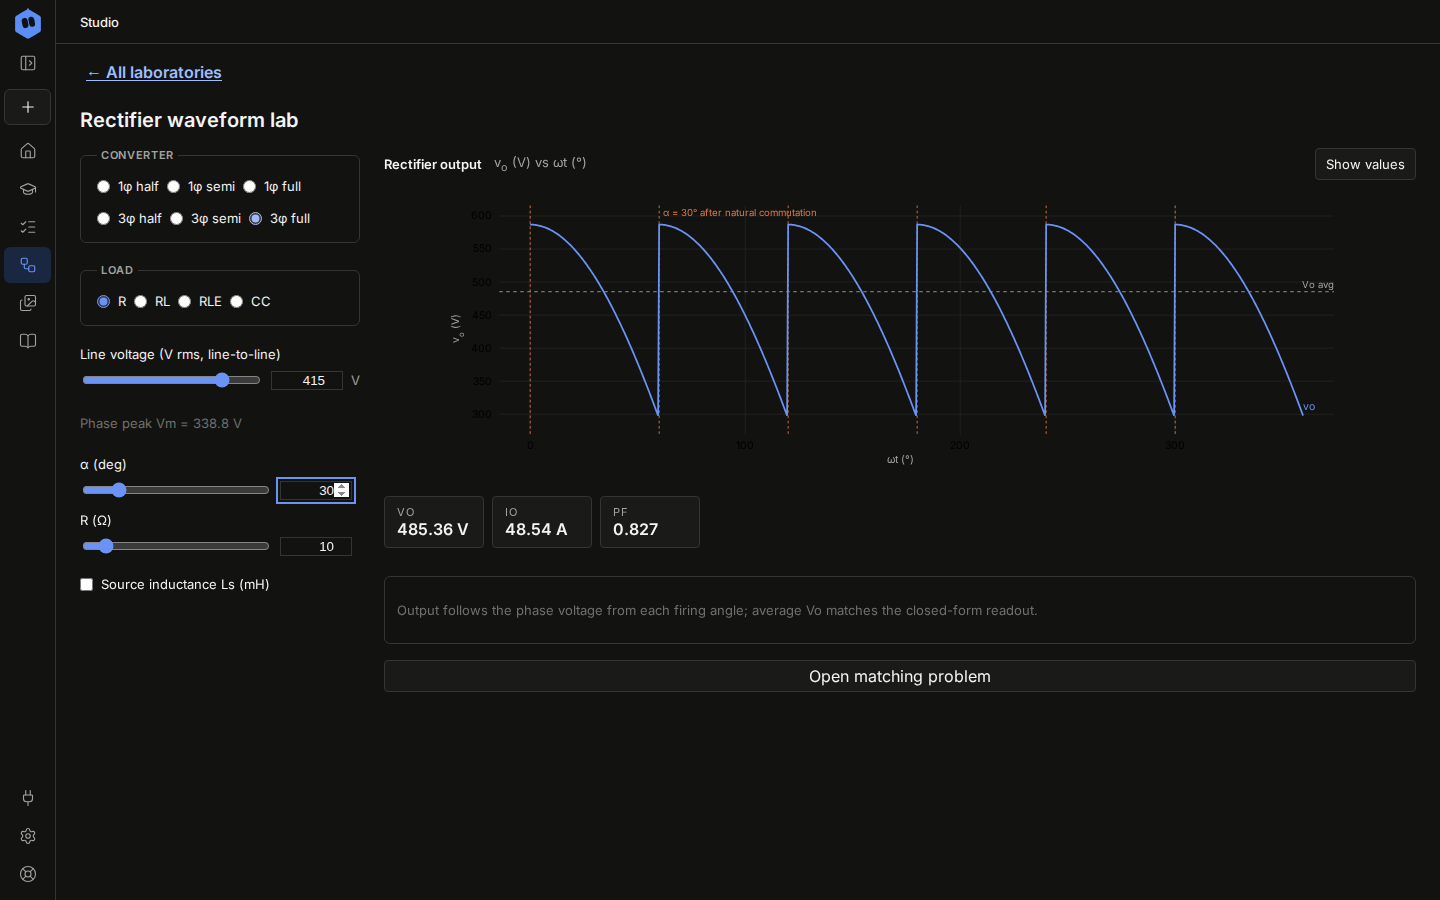 Studio
← All laboratories
Rectifier waveform lab
CONVERTER
1φ half 1φ semi 1φ full
3φ half 3φ semi 3φ full
LOAD
R RL RLE CC
Line voltage (V rms, line-to-line)
415 V
Phase peak Vm = 338.8 V
α (deg)
30
R (Ω)
10
Source inductance Ls (mH)
Rectifier output vo (V) vs ωt (°)
Show values
α = 30° after natural commutation
600
550
500
450
400
350
300
vo (V)
Vo avg
vo
0 100 200 300
ωt (°)
VO
485.36 V
IO
48.54 A
PF
0.827
Output follows the phase voltage from each firing angle; average Vo matches the closed-form readout.
Open matching problem